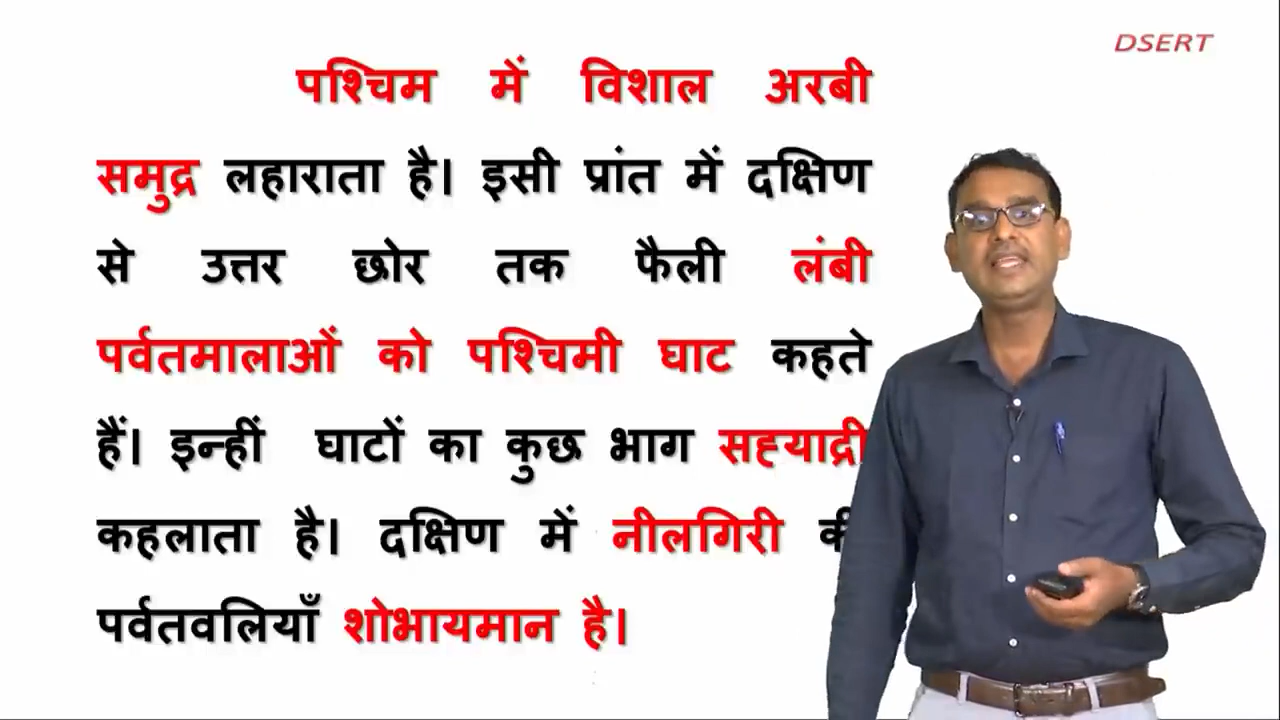 DSERT
पश्चिम में विशाल अरबी
समुद्र लहाराता है। इसी प्रांत में दक्षिण
से उत्तर छोर तक फैली लंबी
पर्वतमालाओं को पश्चिमी घाट कहते
हैं। इन्हीं घाटों का कुछ भाग सह्याद्री
कहलाता है। दक्षिण में नीलगिरी की
पर्वतवलियाँ शोभायमान है।